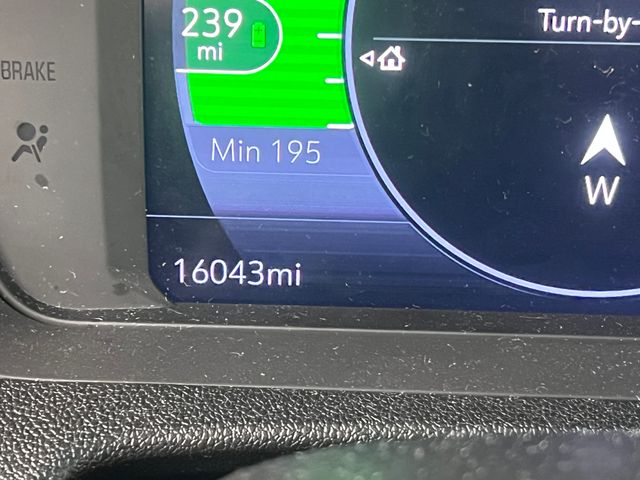 239
mi
Turn-by-
BRAKE
Min 195
W
16043mi